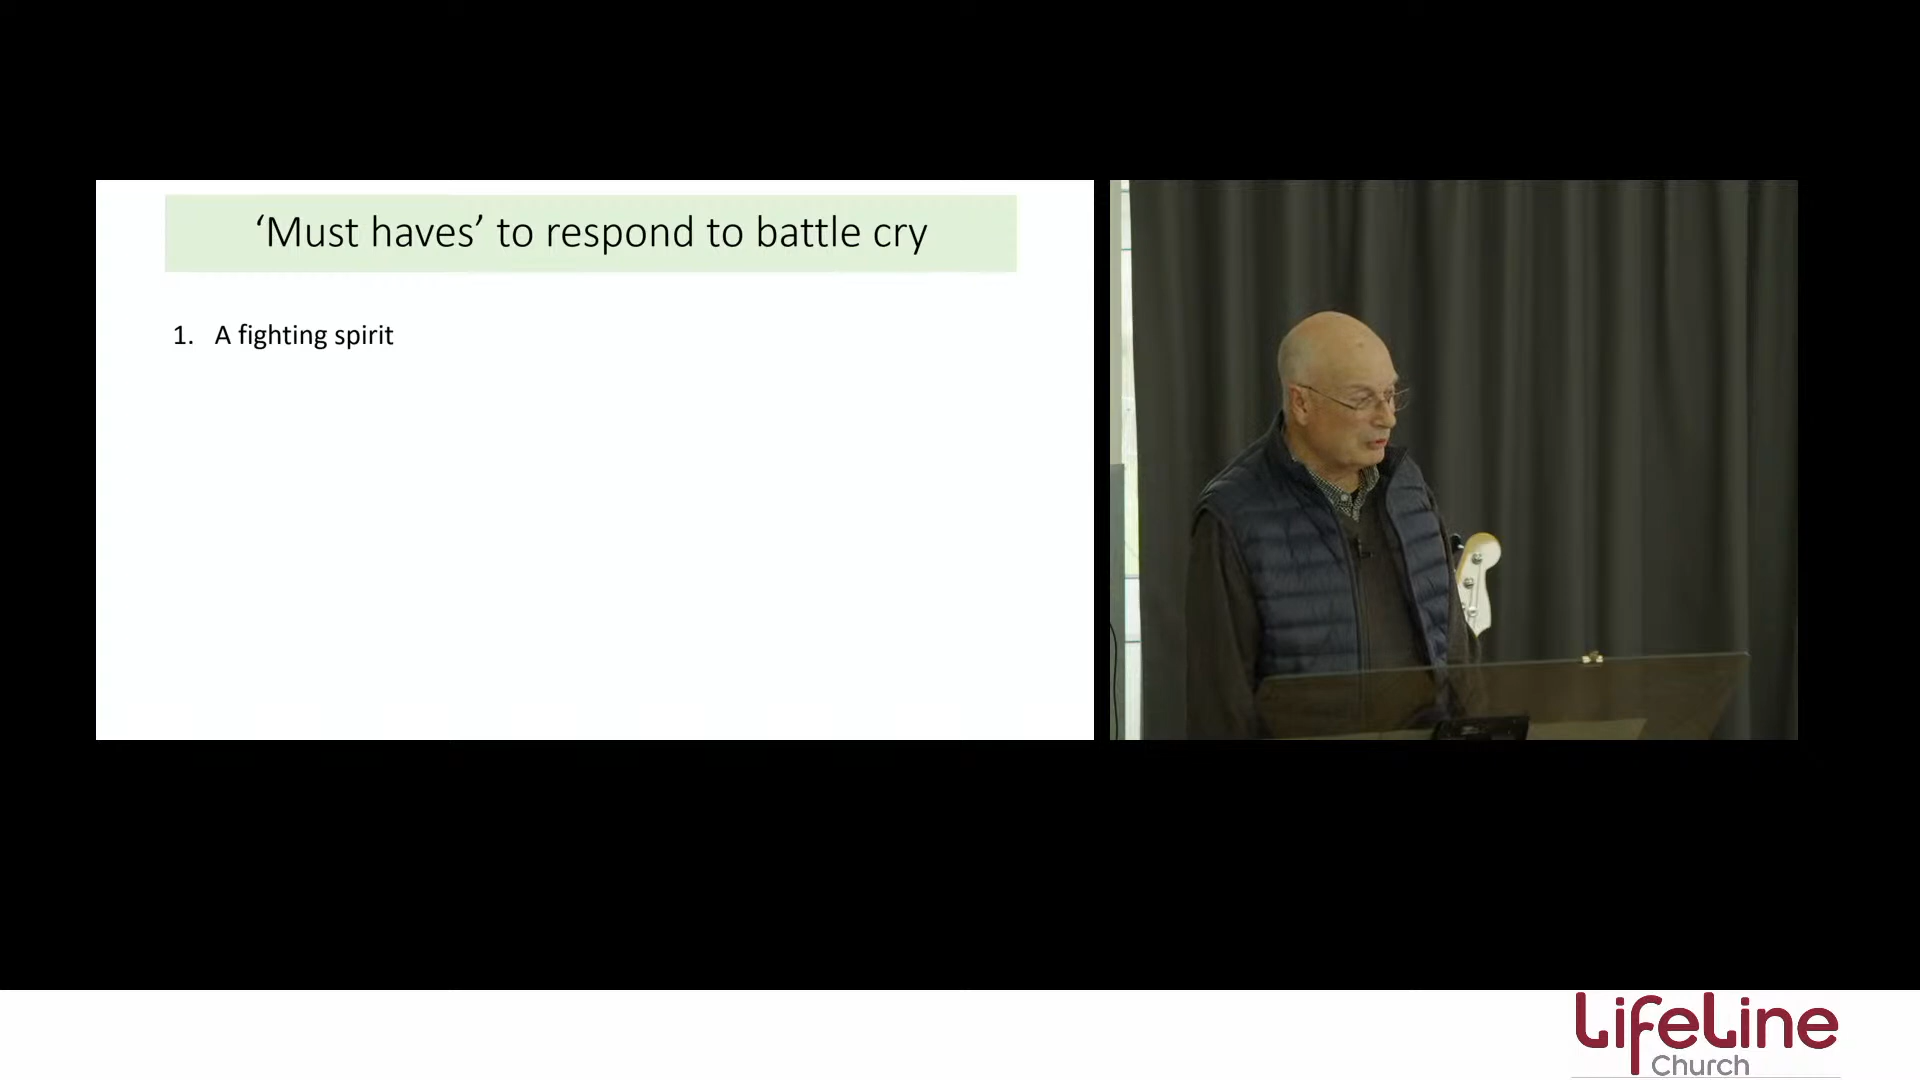 ‘Must haves’ to respond to battle cry
1. A fighting spirit
LifeLine
Church